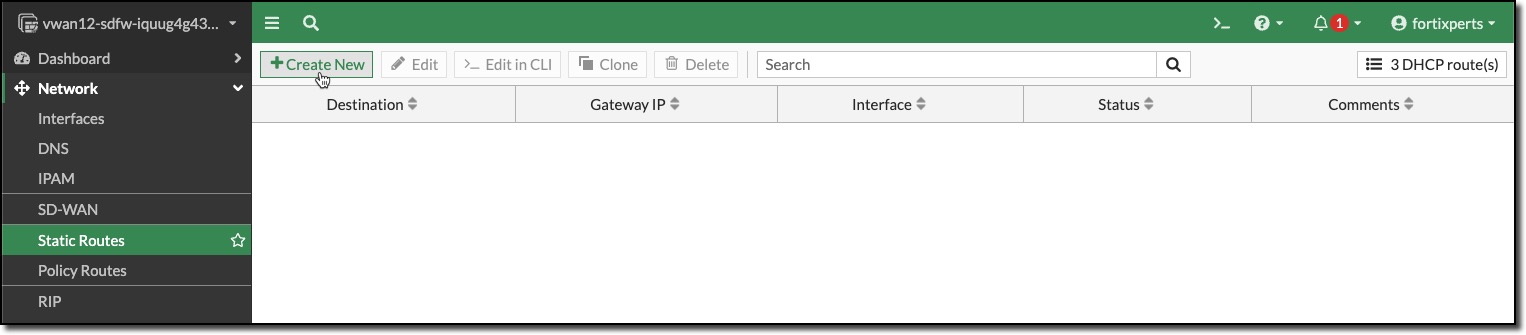 vwan12-sdfw-iquug4g43...
>_ ? 1 fortixperts
Dashboard
+Create New Edit >_ Edit in CLI Clone Delete Search 3 DHCP route(s)
Network
Destination Gateway IP Interface Status Comments
Interfaces
DNS
IPAM
SD-WAN
Static Routes
Policy Routes
RIP